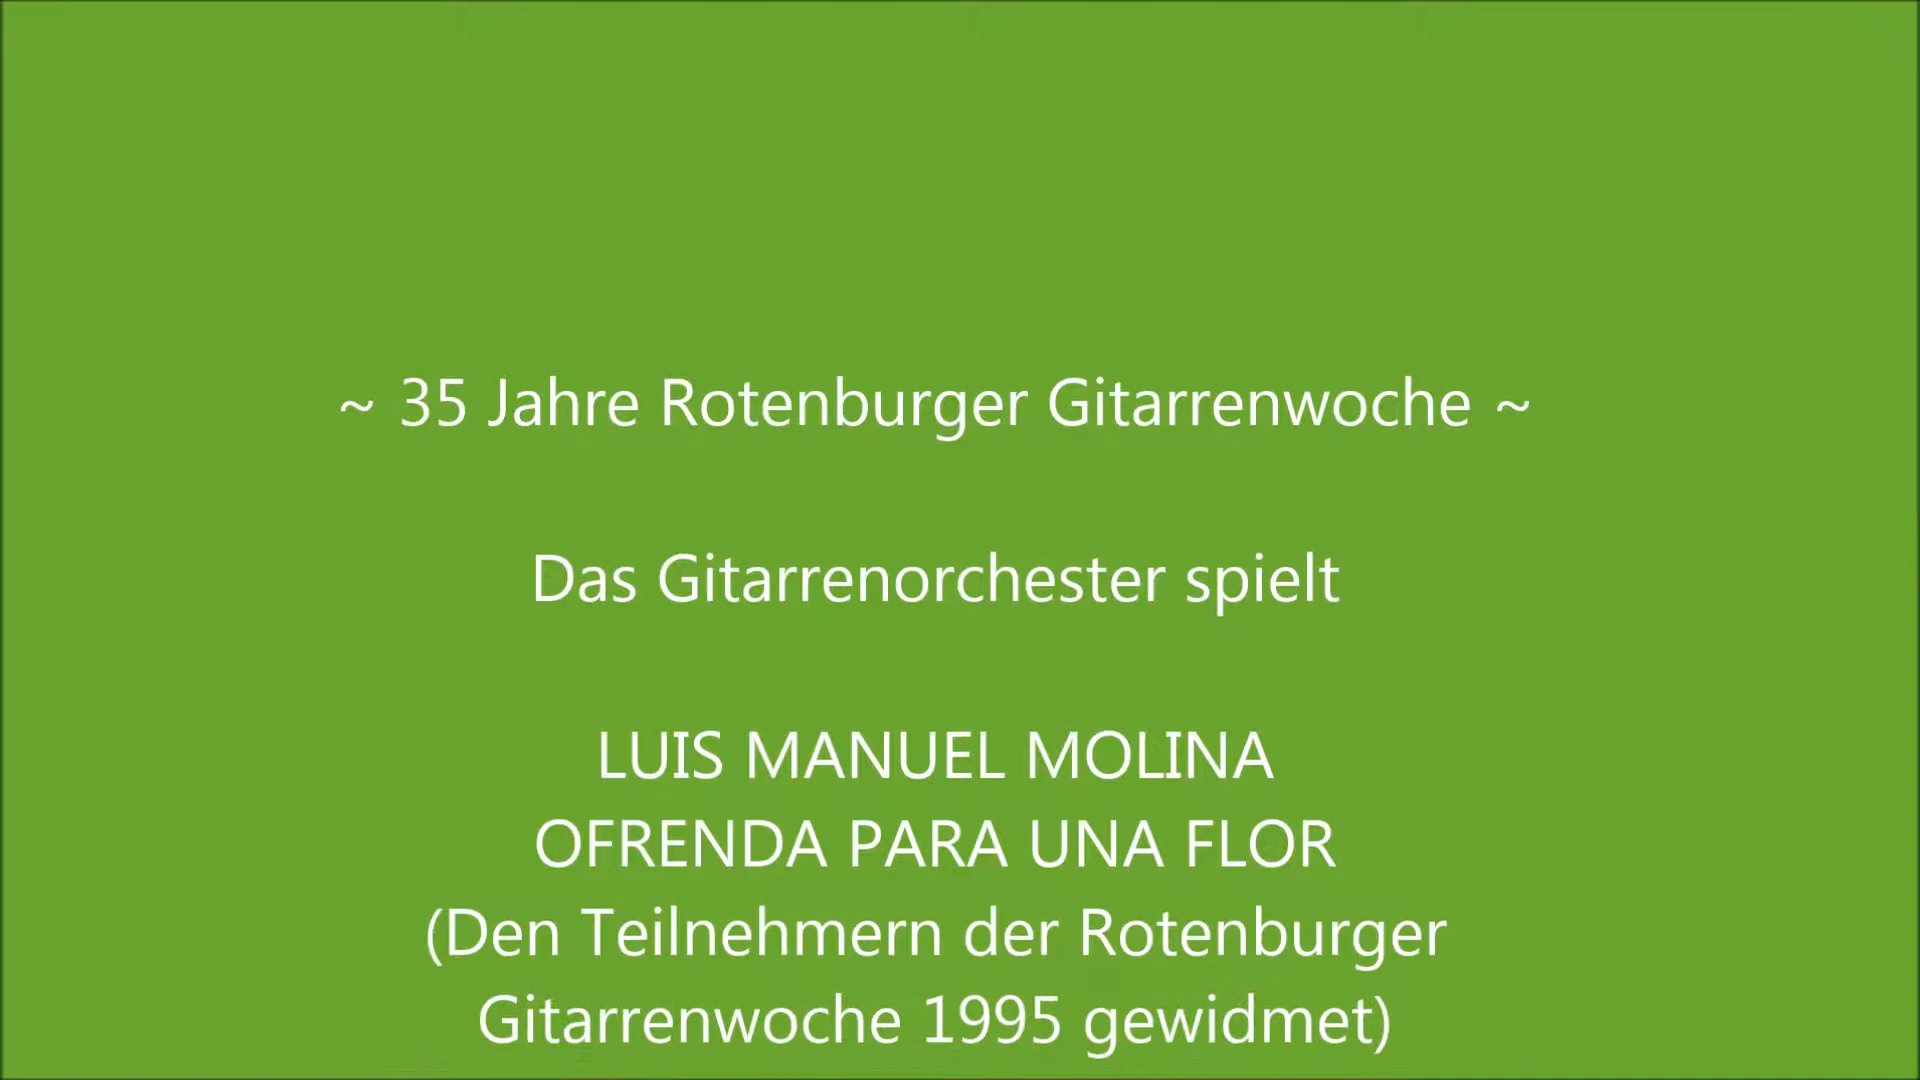 ~ 35 Jahre Rotenburger Gitarrenwoche ~
Das Gitarrenorchester spielt
LUIS MANUEL MOLINA
OFRENDA PARA UNA FLOR
(Den Teilnehmern der Rotenburger
Gitarrenwoche 1995 gewidmet)